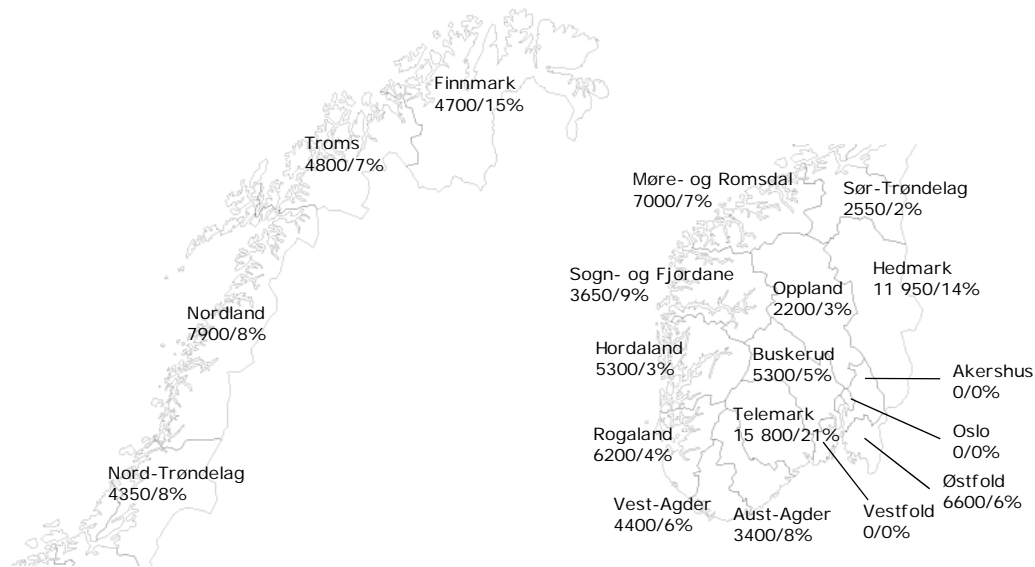 Finnmark
4700/15%
Troms
4800/7%
Nordland
7900/8%
Nord-Trøndelag
4350/8%
Møre- og Romsdal
7000/7%
Sør-Trøndelag
2550/2%
Sogn- og Fjordane
3650/9%
Oppland
2200/3%
Hedmark
11 950/14%
Hordaland
5300/3%
Buskerud
5300/5%
Akershus
0/0%
Telemark
15 800/21%
Oslo
0/0%
Rogaland
6200/4%
Østfold
6600/6%
Vest-Agder
4400/6%
Aust-Agder
3400/8%
Vestfold
0/0%